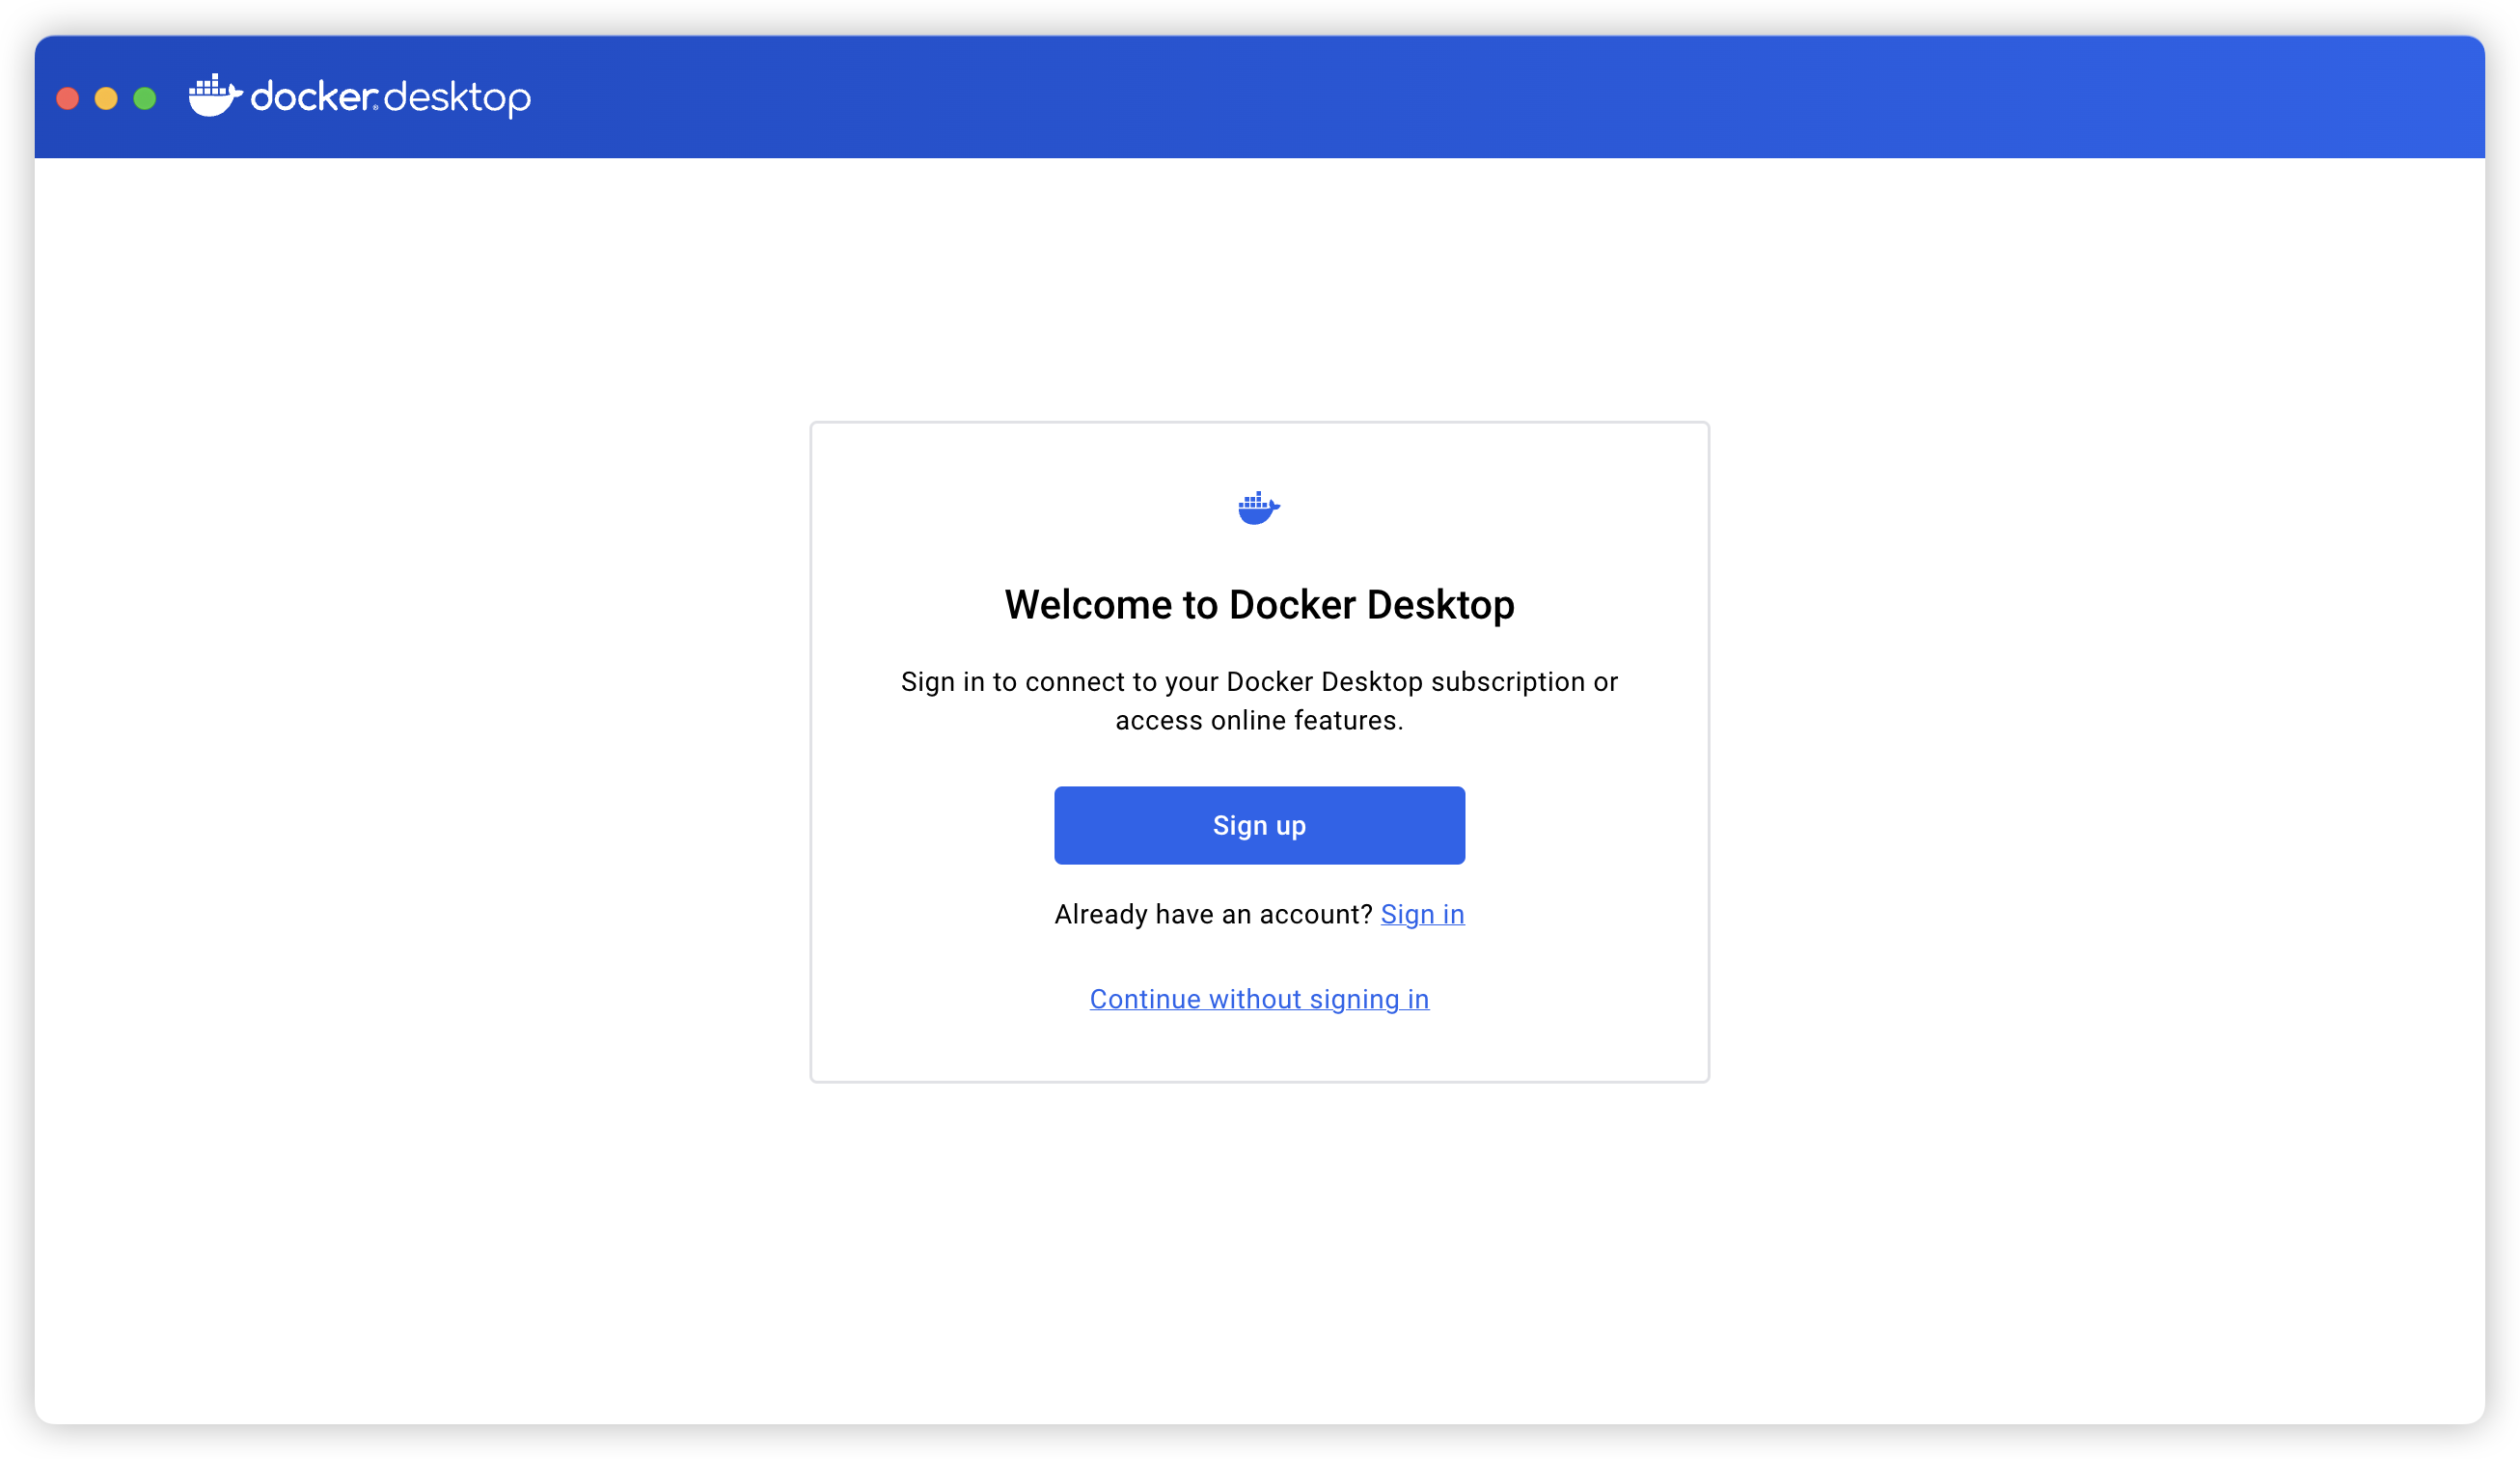 docker desktop
Welcome to Docker Desktop
Sign in to connect to your Docker Desktop subscription or
access online features.
Sign up
Already have an account? Sign in
Continue without signing in